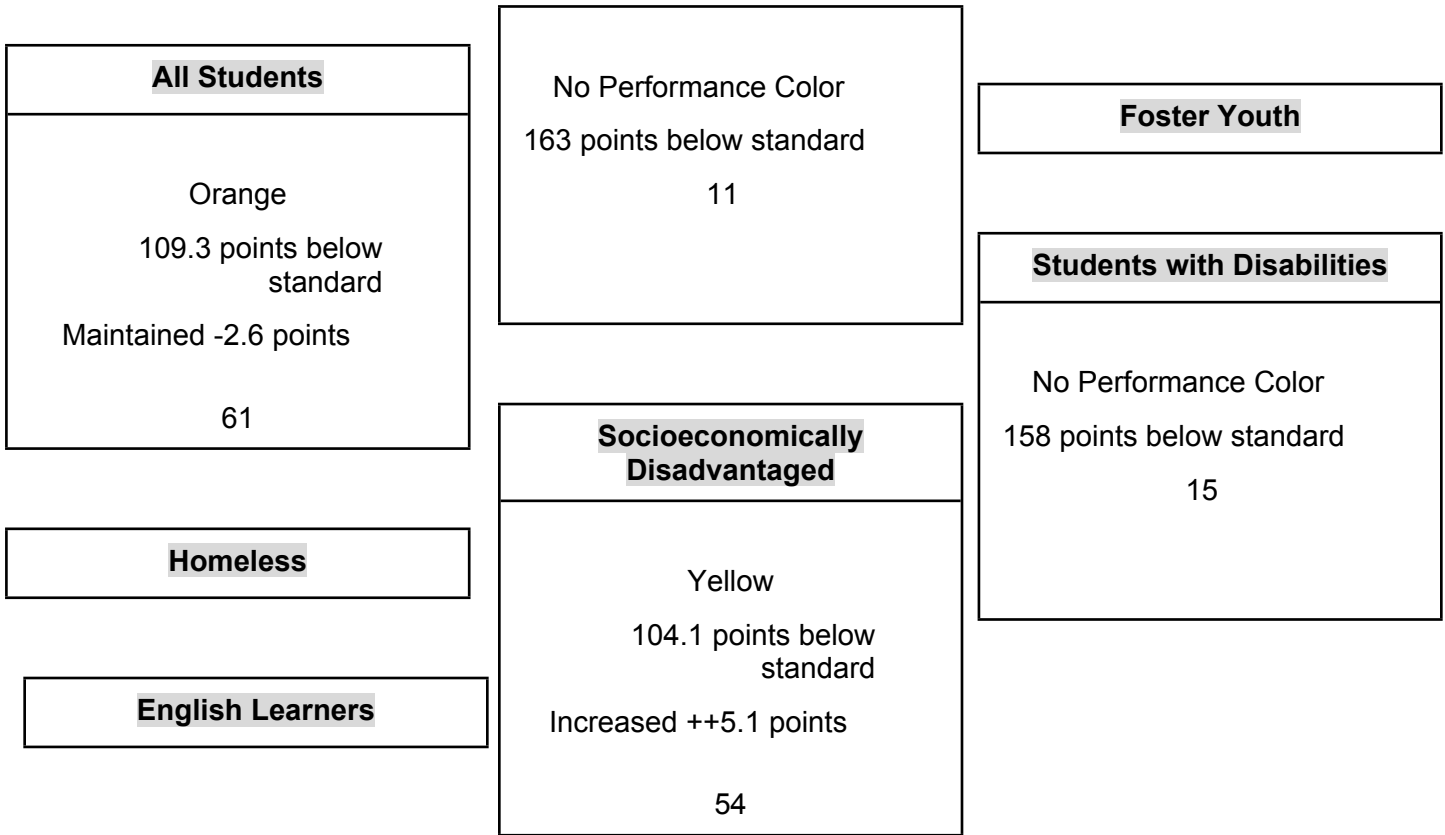 All Students
Orange
109.3 points below
standard
Maintained -2.6 points
61
Homeless
English Learners
No Performance Color
163 points below standard
11
Socioeconomically
Disadvantaged
Yellow
104.1 points below
standard
Increased ++5.1 points
54
Foster Youth
Students with Disabilities
No Performance Color
158 points below standard
15